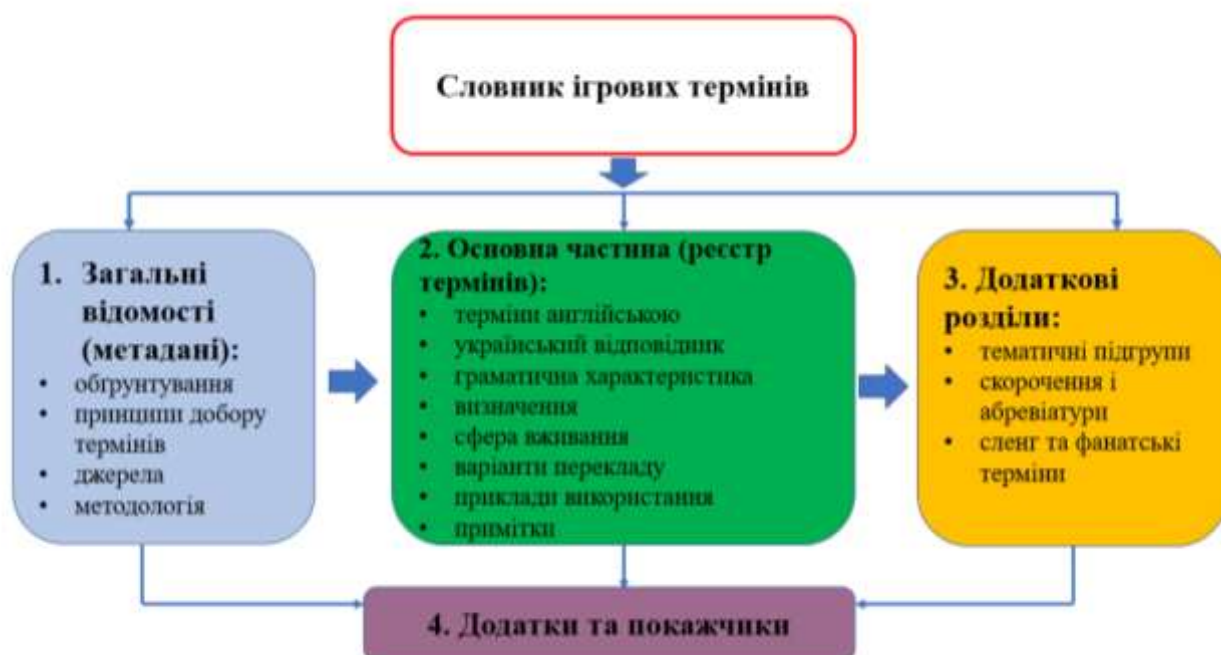 Словник ігрових термінів
1. Загальні
відомості
(метадані):
• обґрунтування
• принципи добору
термінів
• джерела
• методологія
2. Основна частина (реєстр
термінів):
• терміни англійською
• український відповідник
• граматична характеристика
• визначення
• сфера вживання
• варіанти перекладу
• приклади використання
• примітки
3. Додаткові
розділи:
• тематичні підгрупи
• скорочення і
абревіатури
• сленг та фанатські
терміни
4. Додатки та покажчики